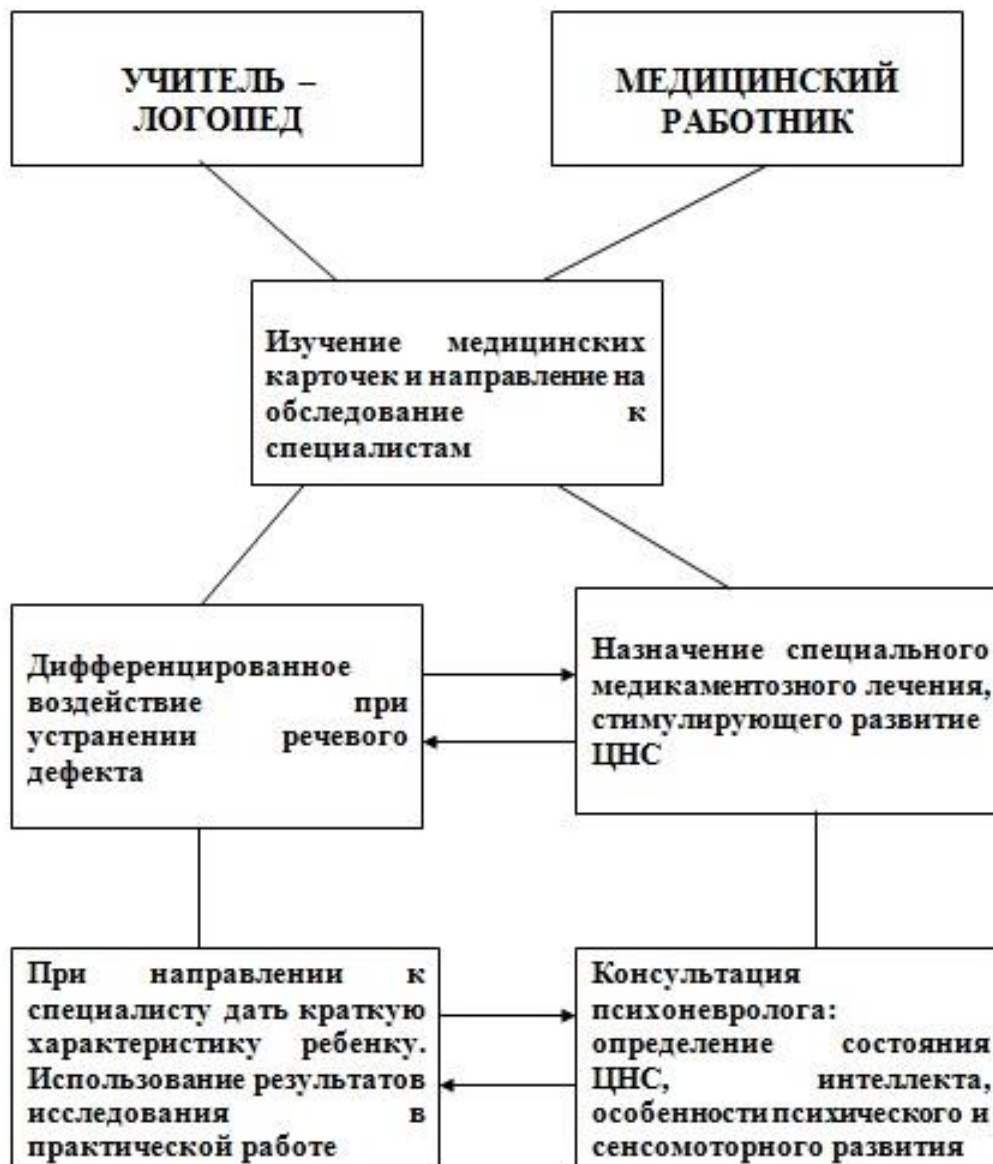 УЧИТЕЛЬ –
ЛОГОПЕД
МЕДИЦИНСКИЙ
РАБОТНИК
Изучение медицинских
карточек и направление на
обследование к
специалистам
Дифференцированное
воздействие при
устранении речевого
дефекта
Назначение специального
медикаментозного лечения,
стимулирующего развитие
ЦНС
При направлении к
специалисту дать краткую
характеристику ребенку.
Использование результатов
исследования в
практической работе
Консультация
психоневролога:
определение состояния
ЦНС, интеллекта,
особенности психического и
сенсомоторного развития